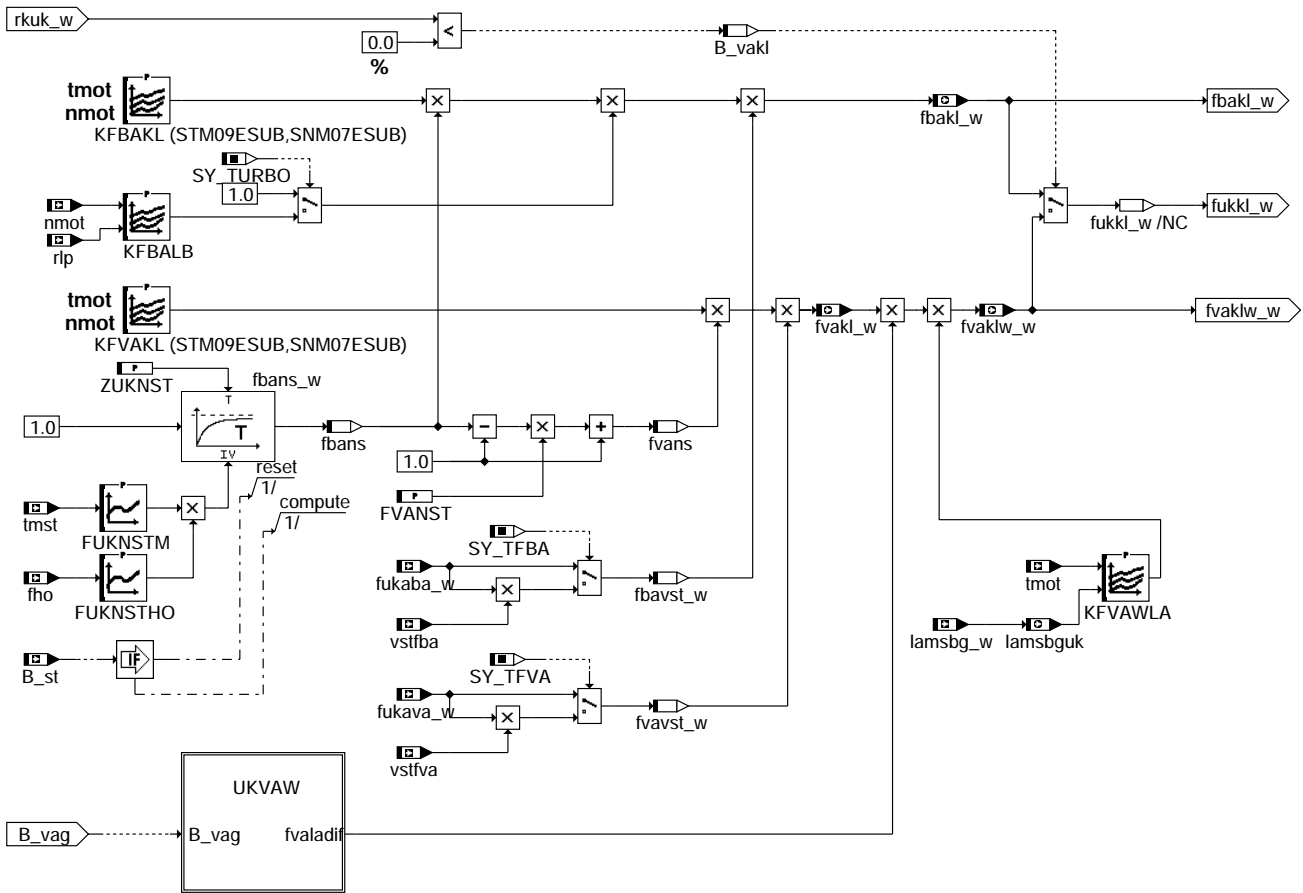 rkuk_w
<
0.0
%
B_vakl
tmot
nmot
P
KFBAKL (STM09ESUB,SNM07ESUB)
fbakl_w
fbakl_w
SY_TURBO
1.0
nmot
rlp
P
KFBALB
fukkl_w /NC
fukkl_w
tmot
nmot
P
KFVAKL (STM09ESUB,SNM07ESUB)
fvakl_w
fvaklw_w
fvaklw_w
P
ZUKNST
fbans_w
T
T
IV
1.0
fbans
1.0
fvans
P
FVANST
reset
1/
compute
1/
tmst
P
FUKNSTM
fho
P
FUKNSTHO
SY_TFBA
fukaba_w
fbavst_w
vstfba
tmot
P
KFVAWLA
lamsbg_w
lamsbguk
B_st
IF
SY_TFVA
fukava_w
fvavst_w
vstfva
UKVAW
B_vag
B_vag
fvaladif